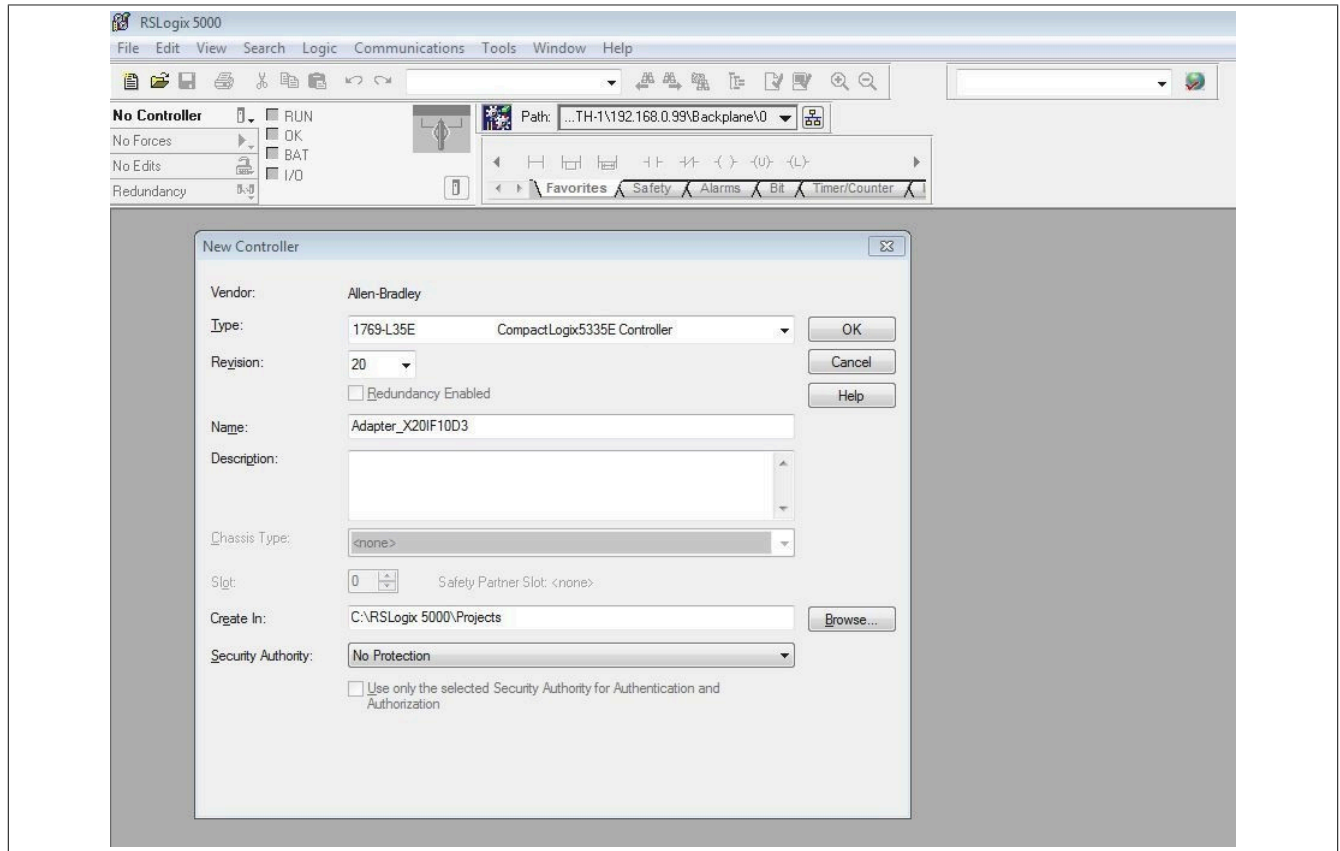 RSLogix 5000
File Edit View Search Logic Communications Tools Window Help
No Controller
RUN
No Forces
OK
No Edits
BAT
Redundancy
I/O
Path: ...TH-1\192.168.0.99\Backplane\0
(U) (L)
Favorites Safety Alarms Bit Timer/Counter
New Controller
Vendor: Allen-Bradley
Type: 1769-L35E CompactLogix5335E Controller OK
Revision: 20 Cancel
Redundancy Enabled Help
Name: Adapter_X20IF10D3
Description:
Chassis Type: <none>
Slot: 0 Safety Partner Slot: <none>
Create In: C:\RSLogix 5000\Projects Browse...
Security Authority: No Protection
Use only the selected Security Authority for Authentication and
Authorization